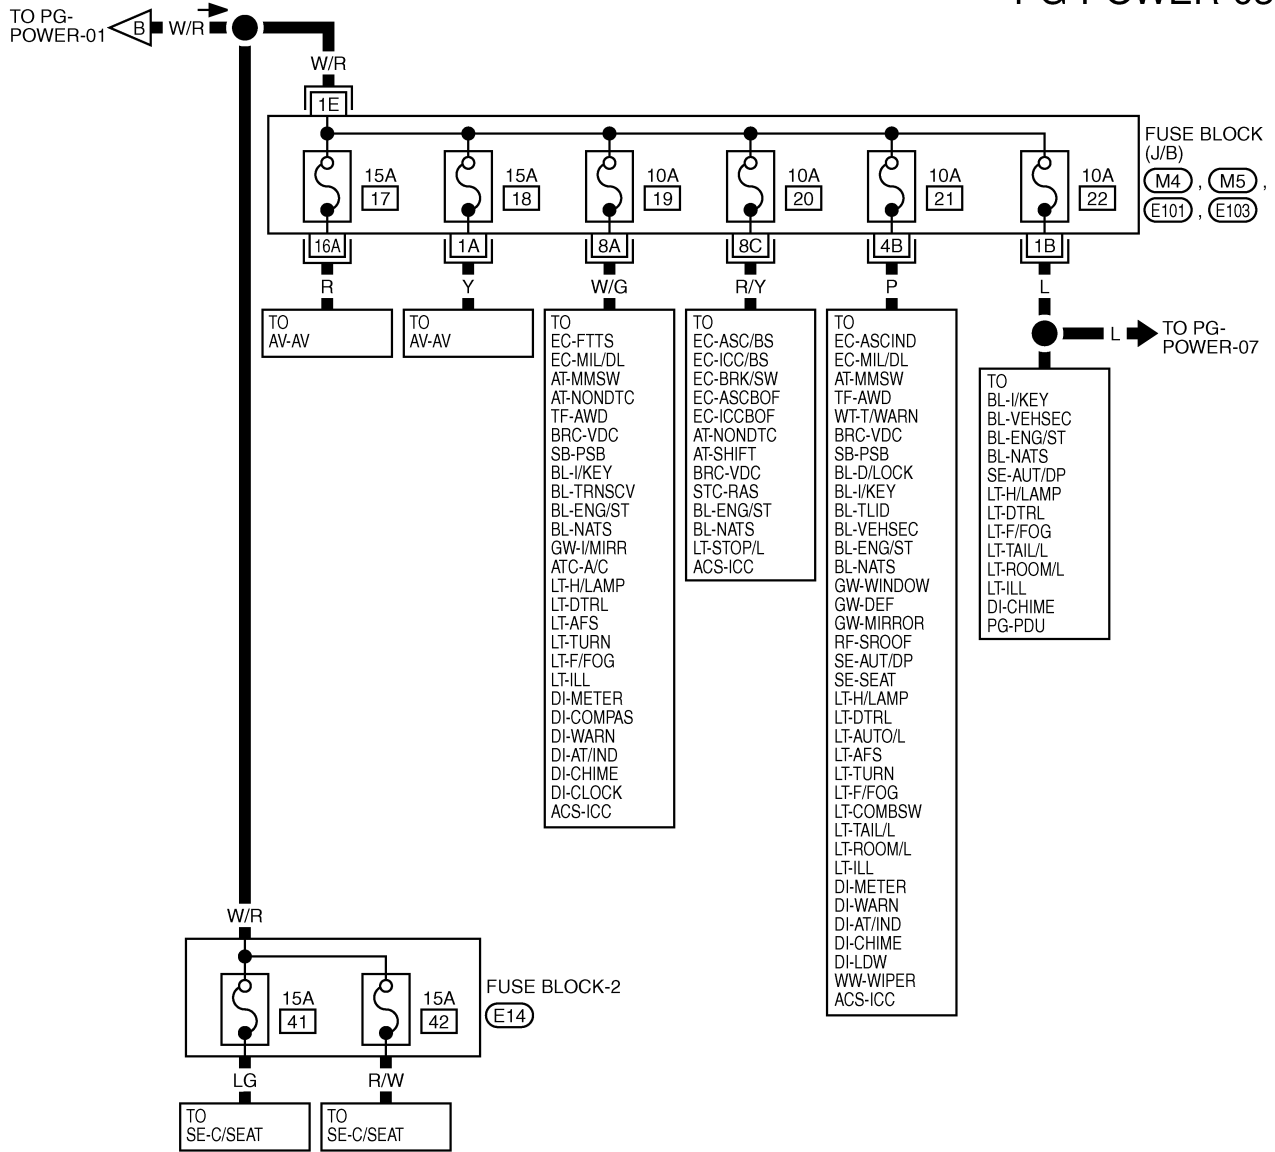 PG-POWER-03
TO PG-
POWER-01
B
W/R
W/R
1E
FUSE BLOCK
(J/B)
M4 , M5 ,
E101 , E103
15A
17
15A
18
10A
19
10A
20
10A
21
10A
22
16A
1A
8A
8C
4B
1B
R
Y
W/G
R/Y
P
L
L
TO PG-
POWER-07
TO
AV-AV
TO
AV-AV
TO
EC-FTTS
EC-MIL/DL
AT-MMSW
AT-NONDTC
TF-AWD
BRC-VDC
SB-PSB
BL-I/KEY
BL-TRNSCV
BL-ENG/ST
BL-NATS
GW-I/MIRR
ATC-A/C
LT-H/LAMP
LT-DTRL
LT-AFS
LT-TURN
LT-F/FOG
LT-ILL
DI-METER
DI-COMPAS
DI-WARN
DI-AT/IND
DI-CHIME
DI-CLOCK
ACS-ICC
TO
EC-ASC/BS
EC-ICC/BS
EC-BRK/SW
EC-ASCBOF
EC-ICCBOF
AT-NONDTC
AT-SHIFT
BRC-VDC
STC-RAS
BL-ENG/ST
BL-NATS
LT-STOP/L
ACS-ICC
TO
EC-ASCIND
EC-MIL/DL
AT-MMSW
TF-AWD
WT-T/WARN
BRC-VDC
SB-PSB
BL-D/LOCK
BL-I/KEY
BL-TLID
BL-VEHSEC
BL-ENG/ST
BL-NATS
GW-WINDOW
GW-DEF
GW-MIRROR
RF-SROOF
SE-AUT/DP
SE-SEAT
LT-H/LAMP
LT-DTRL
LT-AUTO/L
LT-AFS
LT-TURN
LT-F/FOG
LT-COMBSW
LT-TAIL/L
LT-ROOM/L
LT-ILL
DI-METER
DI-WARN
DI-AT/IND
DI-CHIME
DI-LDW
WW-WIPER
ACS-ICC
TO
BL-I/KEY
BL-VEHSEC
BL-ENG/ST
BL-NATS
SE-AUT/DP
LT-H/LAMP
LT-DTRL
LT-F/FOG
LT-TAIL/L
LT-ROOM/L
LT-ILL
DI-CHIME
PG-PDU
W/R
15A
41
15A
42
FUSE BLOCK-2
E14
LG
R/W
TO
SE-C/SEAT
TO
SE-C/SEAT